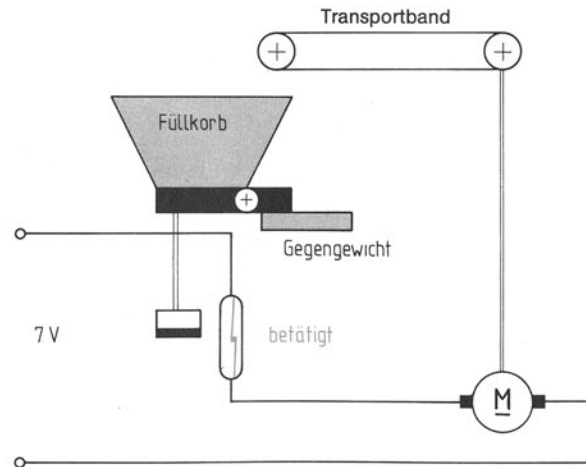 Transportband
Füllkorb
Gegengewicht
7 V
betätigt
M